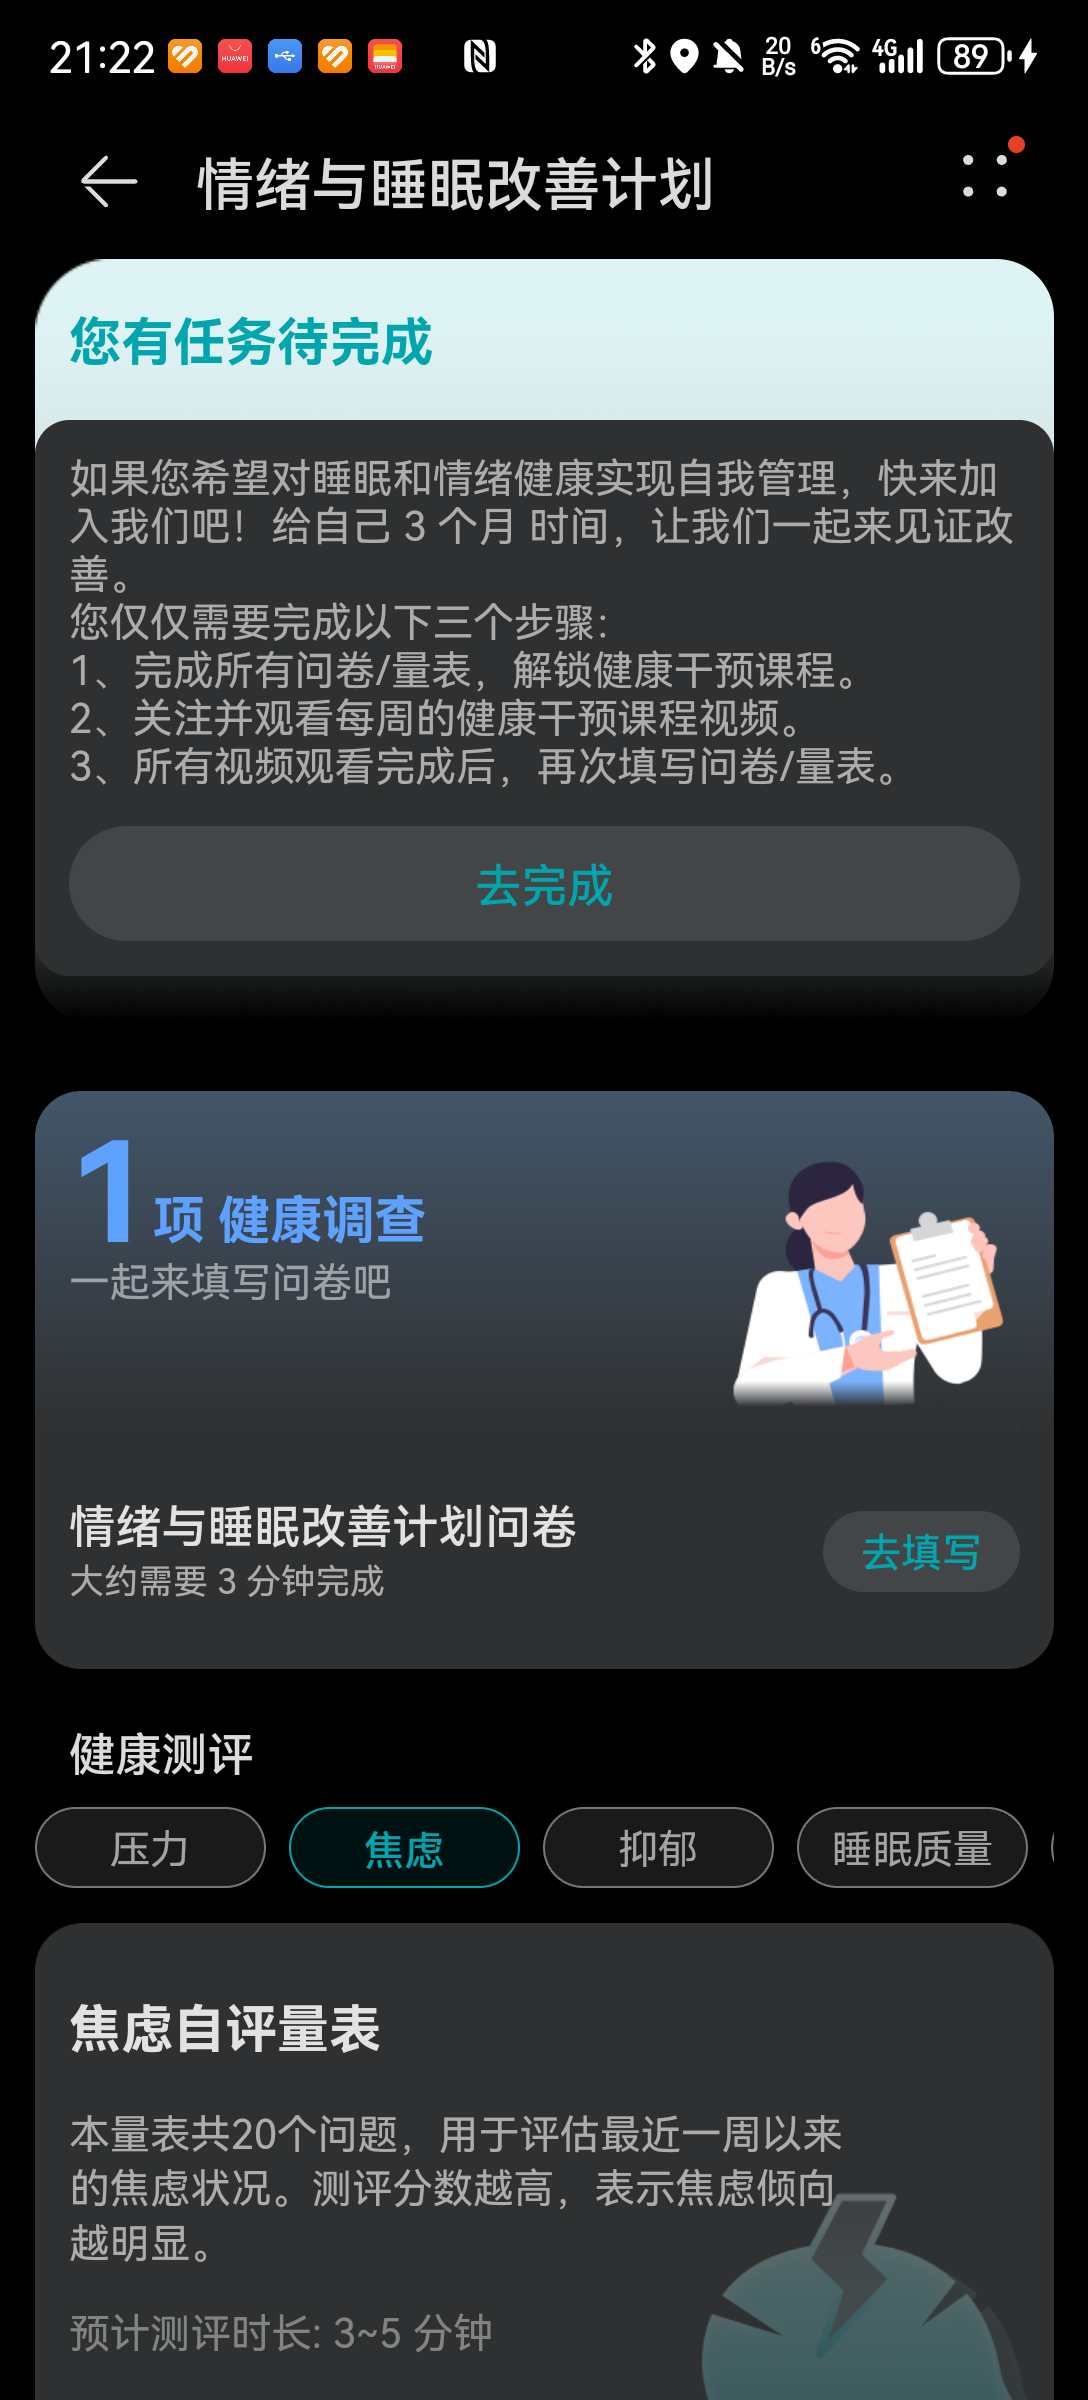 21:22
HUAWEI
HUAWEI
20 B/s
6
4G
89
情绪与睡眠改善计划
您有任务待完成
如果您希望对睡眠和情绪健康实现自我管理，快来加
入我们吧！给自己 3 个月 时间，让我们一起来见证改
善。
您仅仅需要完成以下三个步骤：
1、完成所有问卷/量表，解锁健康干预课程。
2、关注并观看每周的健康干预课程视频。
3、所有视频观看完成后，再次填写问卷/量表。
去完成
1项 健康调查
一起来填写问卷吧
情绪与睡眠改善计划问卷
大约需要 3 分钟完成
去填写
健康测评
压力
焦虑
抑郁
睡眠质量
焦虑自评量表
本量表共20个问题，用于评估最近一周以来
的焦虑状况。测评分数越高，表示焦虑倾向
越明显。
预计测评时长: 3~5 分钟